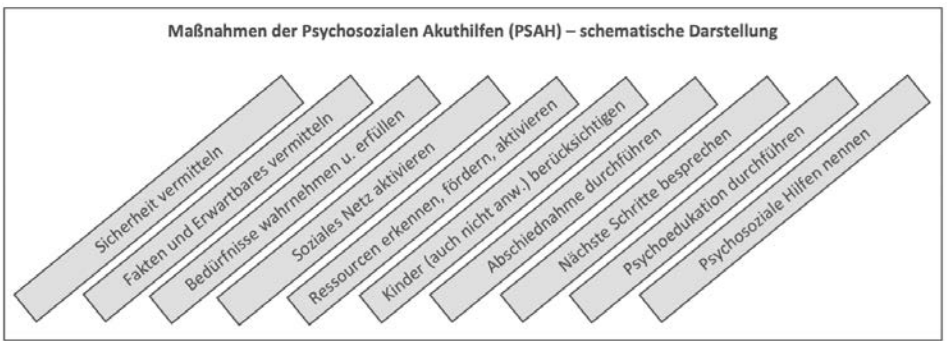 Maßnahmen der Psychosozialen Akuthilfen (PSAH) – schematische Darstellung
Sicherheit vermitteln
Fakten und Erwartbares vermitteln
Bedürfnisse wahrnehmen u. erfüllen
Soziales Netz aktivieren
Ressourcen erkennen, fördern, aktivieren
Kinder (auch nicht anw.) berücksichtigen
Abschiednahme durchführen
Nächste Schritte besprechen
Psychoedukation durchführen
Psychosoziale Hilfen nennen